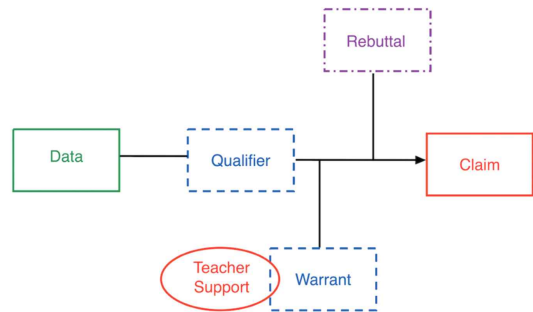 Rebuttal
Data
Qualifier
Claim
Teacher
Support
Warrant